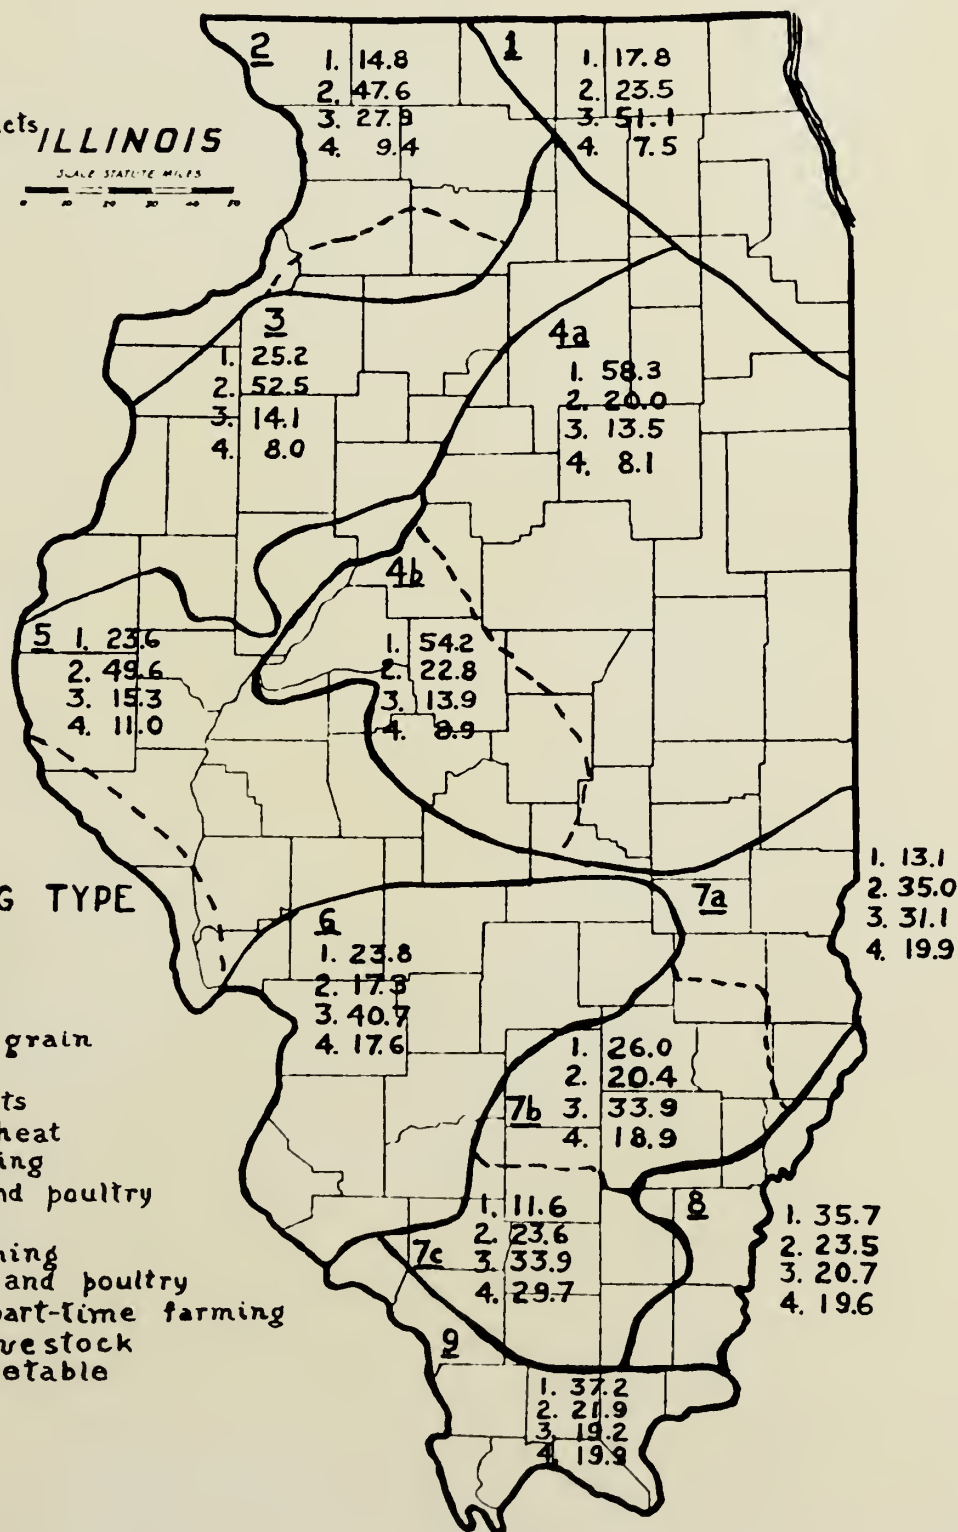 2
1. 14.8
2. 47.6
3. 27.9
4. 9.4
1
1. 17.8
2. 23.5
3. 51.1
4. 7.5
ILLINOIS
SCALE STATUTE MILES
0 10 20 30 40 50
3
1. 25.2
2. 52.5
3. 14.1
4. 8.0
4a
1. 58.3
2. 20.0
3. 13.5
4. 8.1
4b
1. 54.2
2. 22.8
3. 13.9
4. 8.9
5
1. 23.6
2. 49.6
3. 15.3
4. 11.0
7a
1. 13.1
2. 35.0
3. 31.1
4. 19.9
G TYPE
6
1. 23.8
2. 17.3
3. 40.7
4. 17.6
grain
ts
heat
ing
nd poultry
ning
and poultry
part-time farming
vestock
etable
7b
1. 26.0
2. 20.4
3. 33.9
4. 18.9
7c
1. 11.6
2. 23.6
3. 33.9
4. 29.7
8
1. 35.7
2. 23.5
3. 20.7
4. 19.6
9
1. 37.2
2. 21.9
3. 19.2
4. 19.9